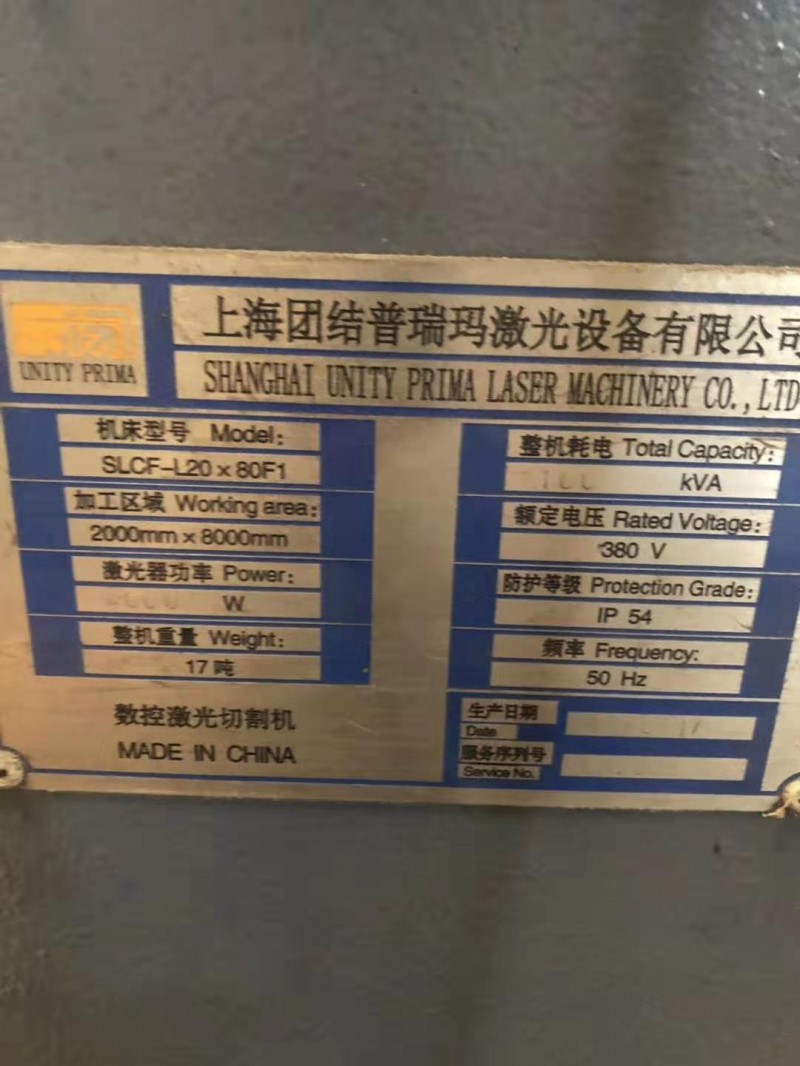 UNITY PRIMA
上海团结普瑞玛激光设备有限公司
SHANGHAI UNITY PRIMA LASER MACHINERY CO., LTD
机床型号 Model:
SLCF-L20×80F1
加工区域 Working area:
2000mm×8000mm
激光器功率 Power:
W
整机重量 Weight:
17吨
数控激光切割机
MADE IN CHINA
整机耗电 Total Capacity:
100 kVA
额定电压 Rated Voltage:
380 V
防护等级 Protection Grade:
IP 54
频率 Frequency:
50 Hz
生产日期
Date
服务序列号
Service No.